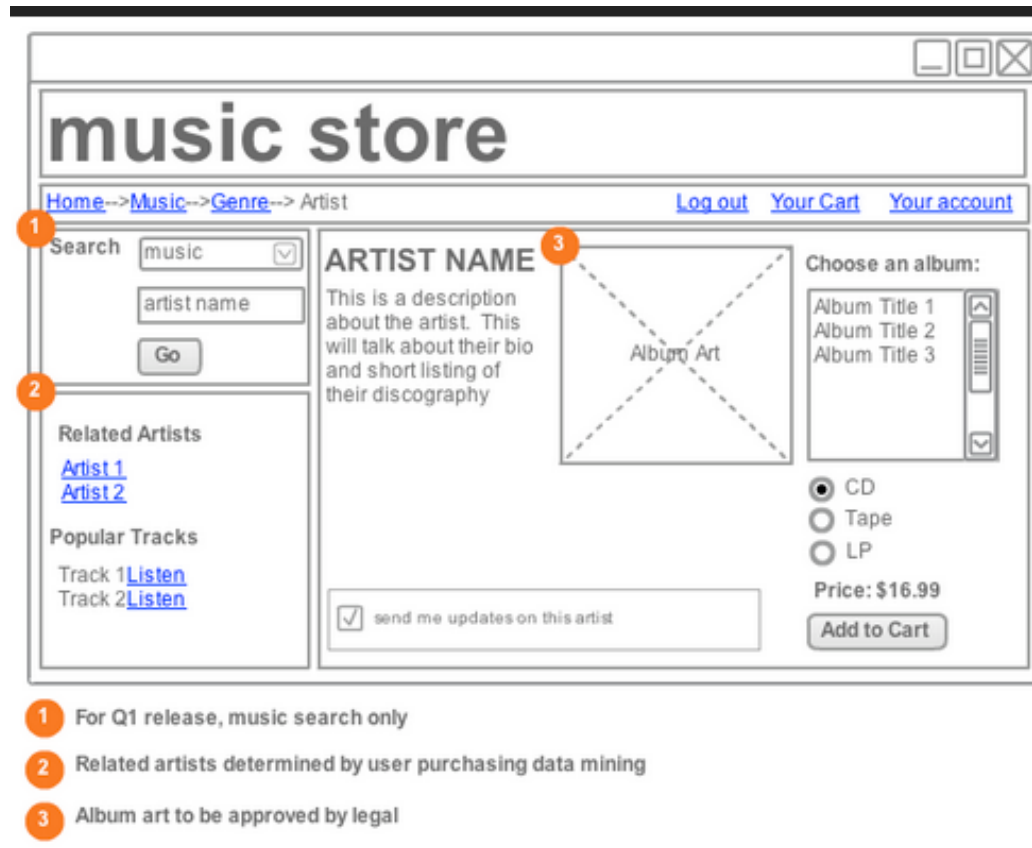 music store
Home-->Music-->Genre--> Artist
Log out Your Cart Your account
1
Search music
artist name
Go
2
Related Artists
Artist 1
Artist 2
Popular Tracks
Track 1Listen
Track 2Listen
ARTIST NAME
This is a description
about the artist. This
will talk about their bio
and short listing of
their discography
3
Album Art
send me updates on this artist
Choose an album:
Album Title 1
Album Title 2
Album Title 3
CD
Tape
LP
Price: $16.99
Add to Cart
1 For Q1 release, music search only
2 Related artists determined by user purchasing data mining
3 Album art to be approved by legal